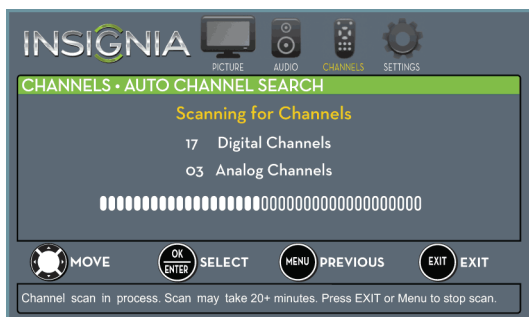 INSIGNIA
PICTURE AUDIO CHANNELS SETTINGS
CHANNELS • AUTO CHANNEL SEARCH
Scanning for Channels
17 Digital Channels
03 Analog Channels
MOVE OK ENTER SELECT MENU PREVIOUS EXIT EXIT
Channel scan in process. Scan may take 20+ minutes. Press EXIT or Menu to stop scan.